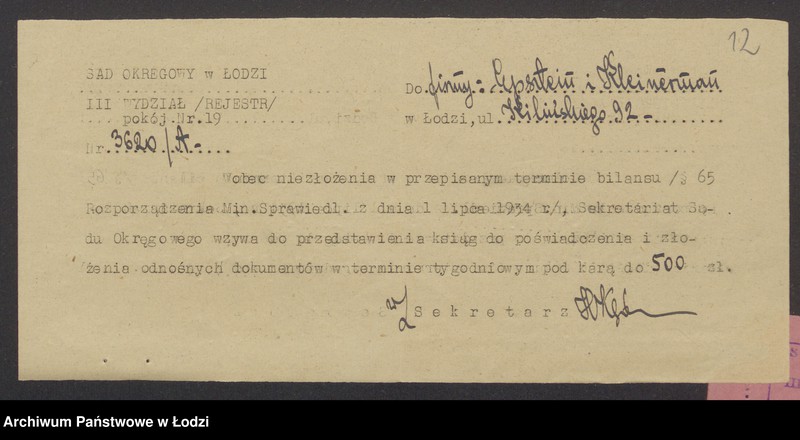 12
SĄD OKRĘGOWY w ŁODZI
III WYDZIAŁ /REJESTR/
pokój Nr. 19
Nr. 3620/A-
Do firmy: Epstein i Kleinerman
w Łodzi, ul. Kilińskiego 92-
Wobec niezłożenia w przepisanym terminie bilansu /§ 65
Rozporządzenia Min.Sprawiedl. z dnia 1 lipca 1934 r/, Sekretariat Są-
du Okręgowego wzywa do przedstawienia ksiąg do poświadczenia i zło-
żenia odnośnych dokumentów w terminie tygodniowym pod karą do 500 zł.
Sekretarz
Archiwum Państwowe w Łodzi